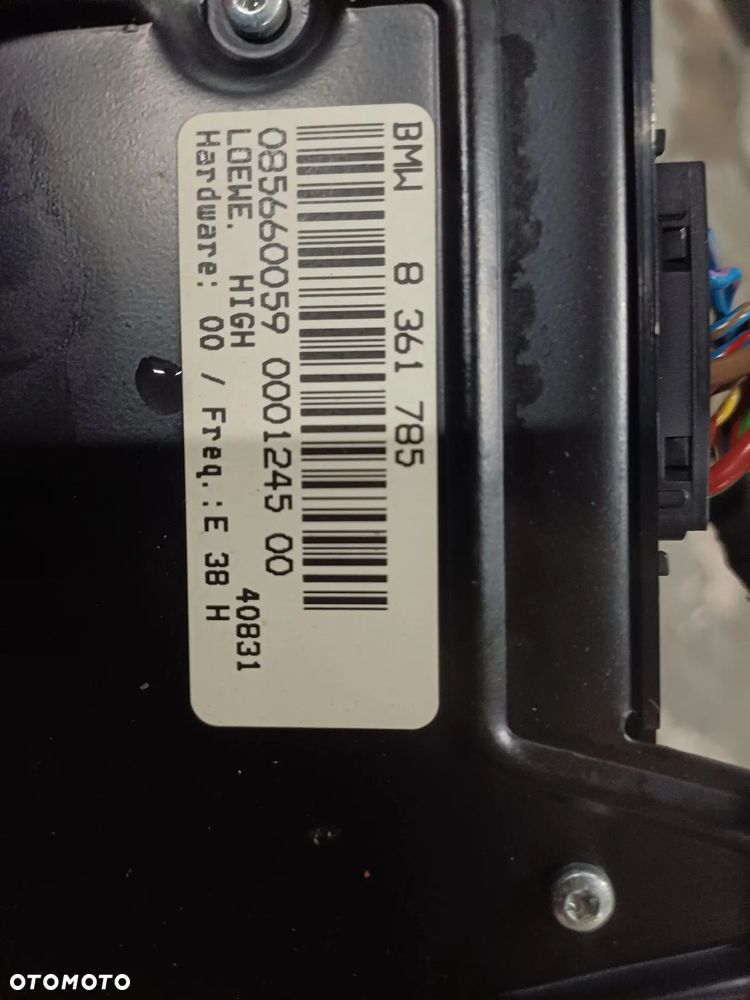 BMW 8 361 785
085660059 0001245 00
LOEWE. HIGH 40831
Hardware: 00 / Freq.: E 38 H
OTOMOTO